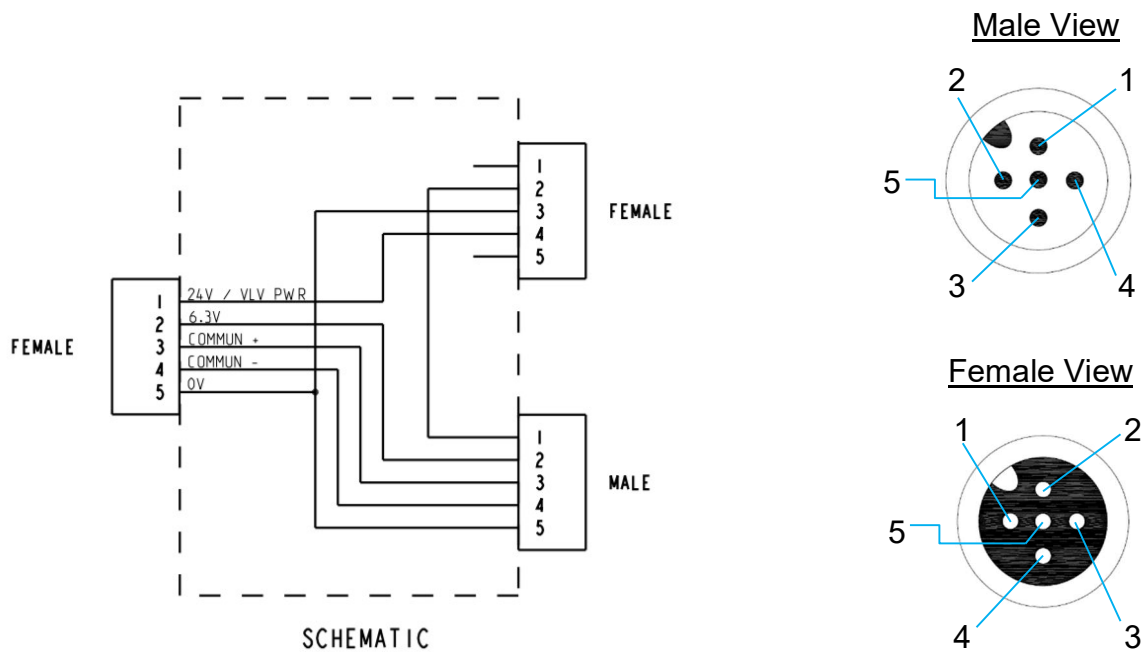 Male View
2
1
5
3
4
1
2
3
4
5
FEMALE
FEMALE
1
2
3
4
5
24V / VLV PWR
6.3V
COMMUN +
COMMUN -
0V
1
2
3
4
5
MALE
SCHEMATIC
Female View
1
2
5
4
3